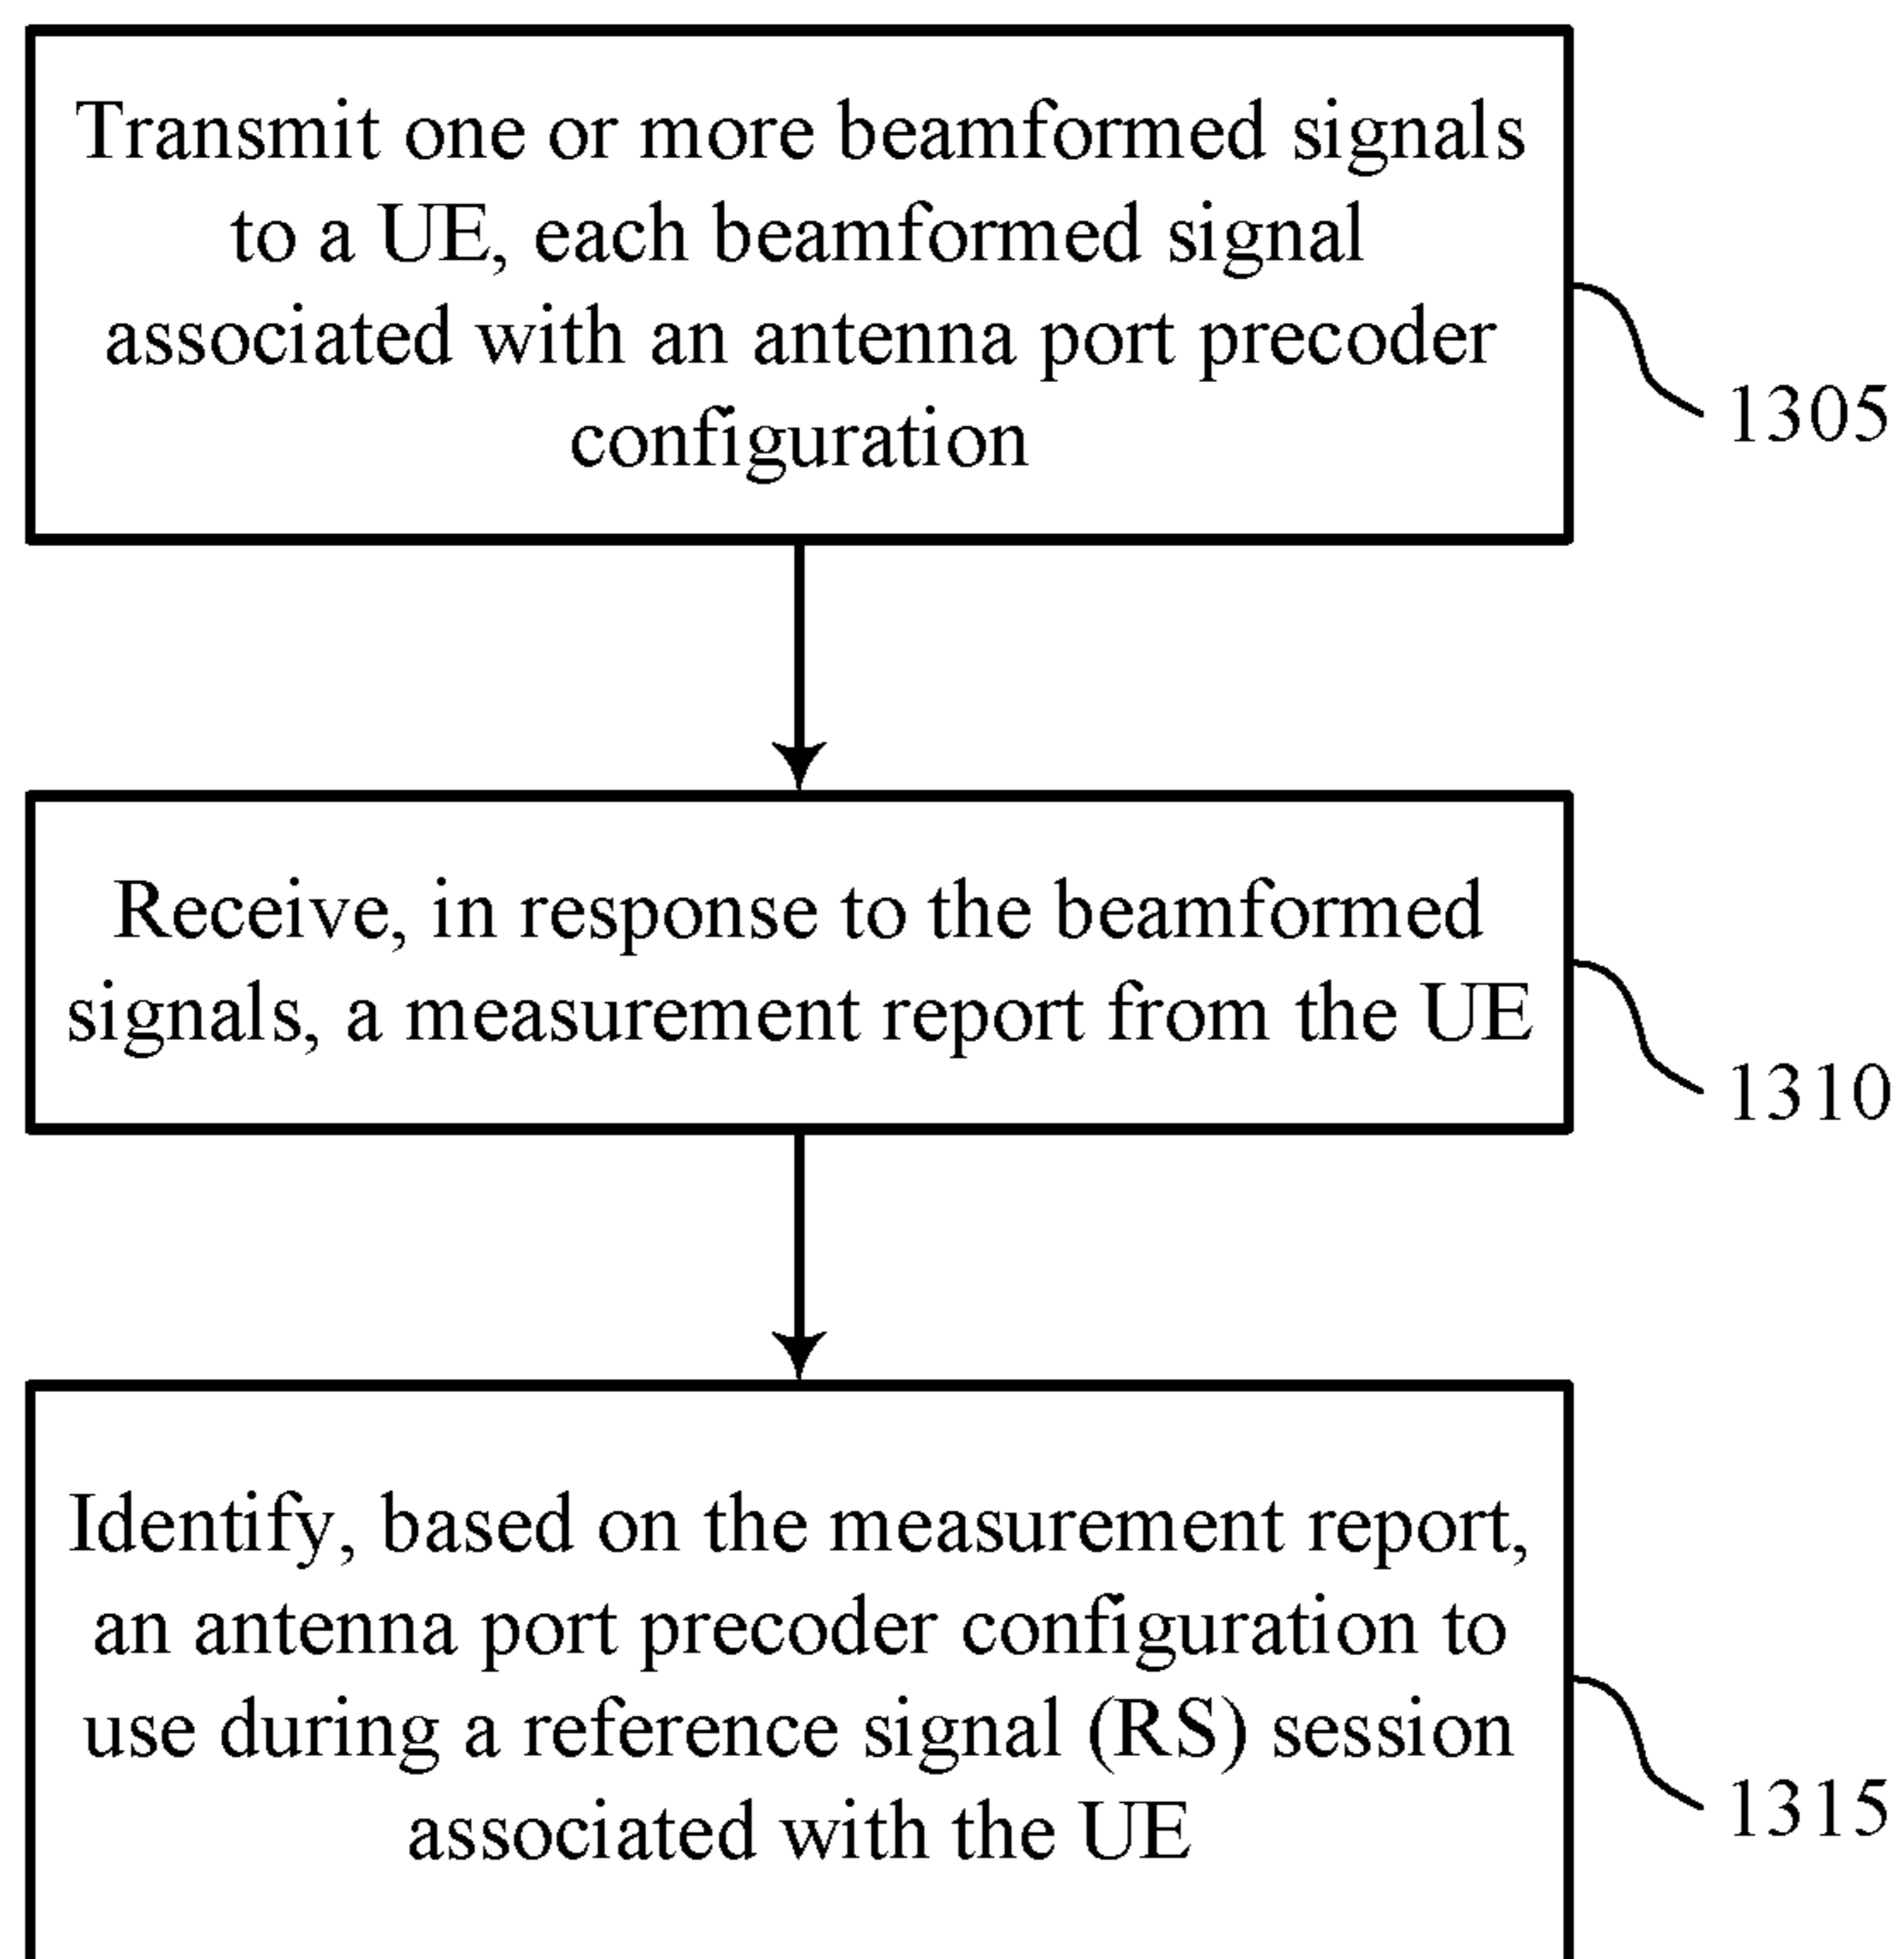 Transmit one or more beamformed signals
to a UE, each beamformed signal
associated with an antenna port precoder
configuration
1305
Receive, in response to the beamformed
signals, a measurement report from the UE
1310
Identify, based on the measurement report,
an antenna port precoder configuration to
use during a reference signal (RS) session
associated with the UE
1315